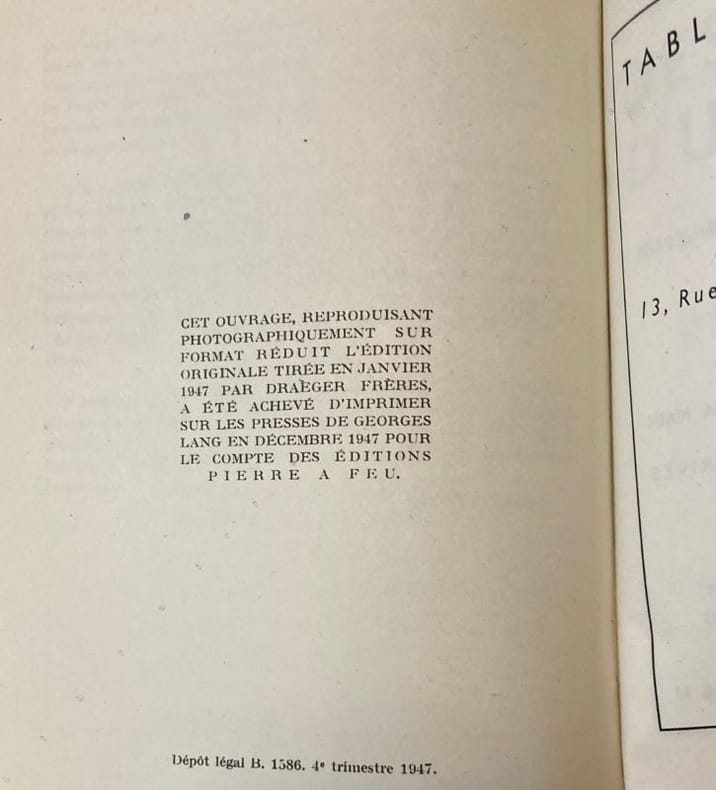 CET OUVRAGE, REPRODUISANT
PHOTOGRAPHIQUEMENT SUR
FORMAT RÉDUIT L'ÉDITION
ORIGINALE TIRÉE EN JANVIER
1947 PAR DRAEGER FRÈRES,
A ÉTÉ ACHEVÉ D'IMPRIMER
SUR LES PRESSES DE GEORGES
LANG EN DÉCEMBRE 1947 POUR
LE COMPTE DES ÉDITIONS
PIERRE A FEU.
Dépôt légal B. 1586. 4e trimestre 1947.
TABL
13, Rue